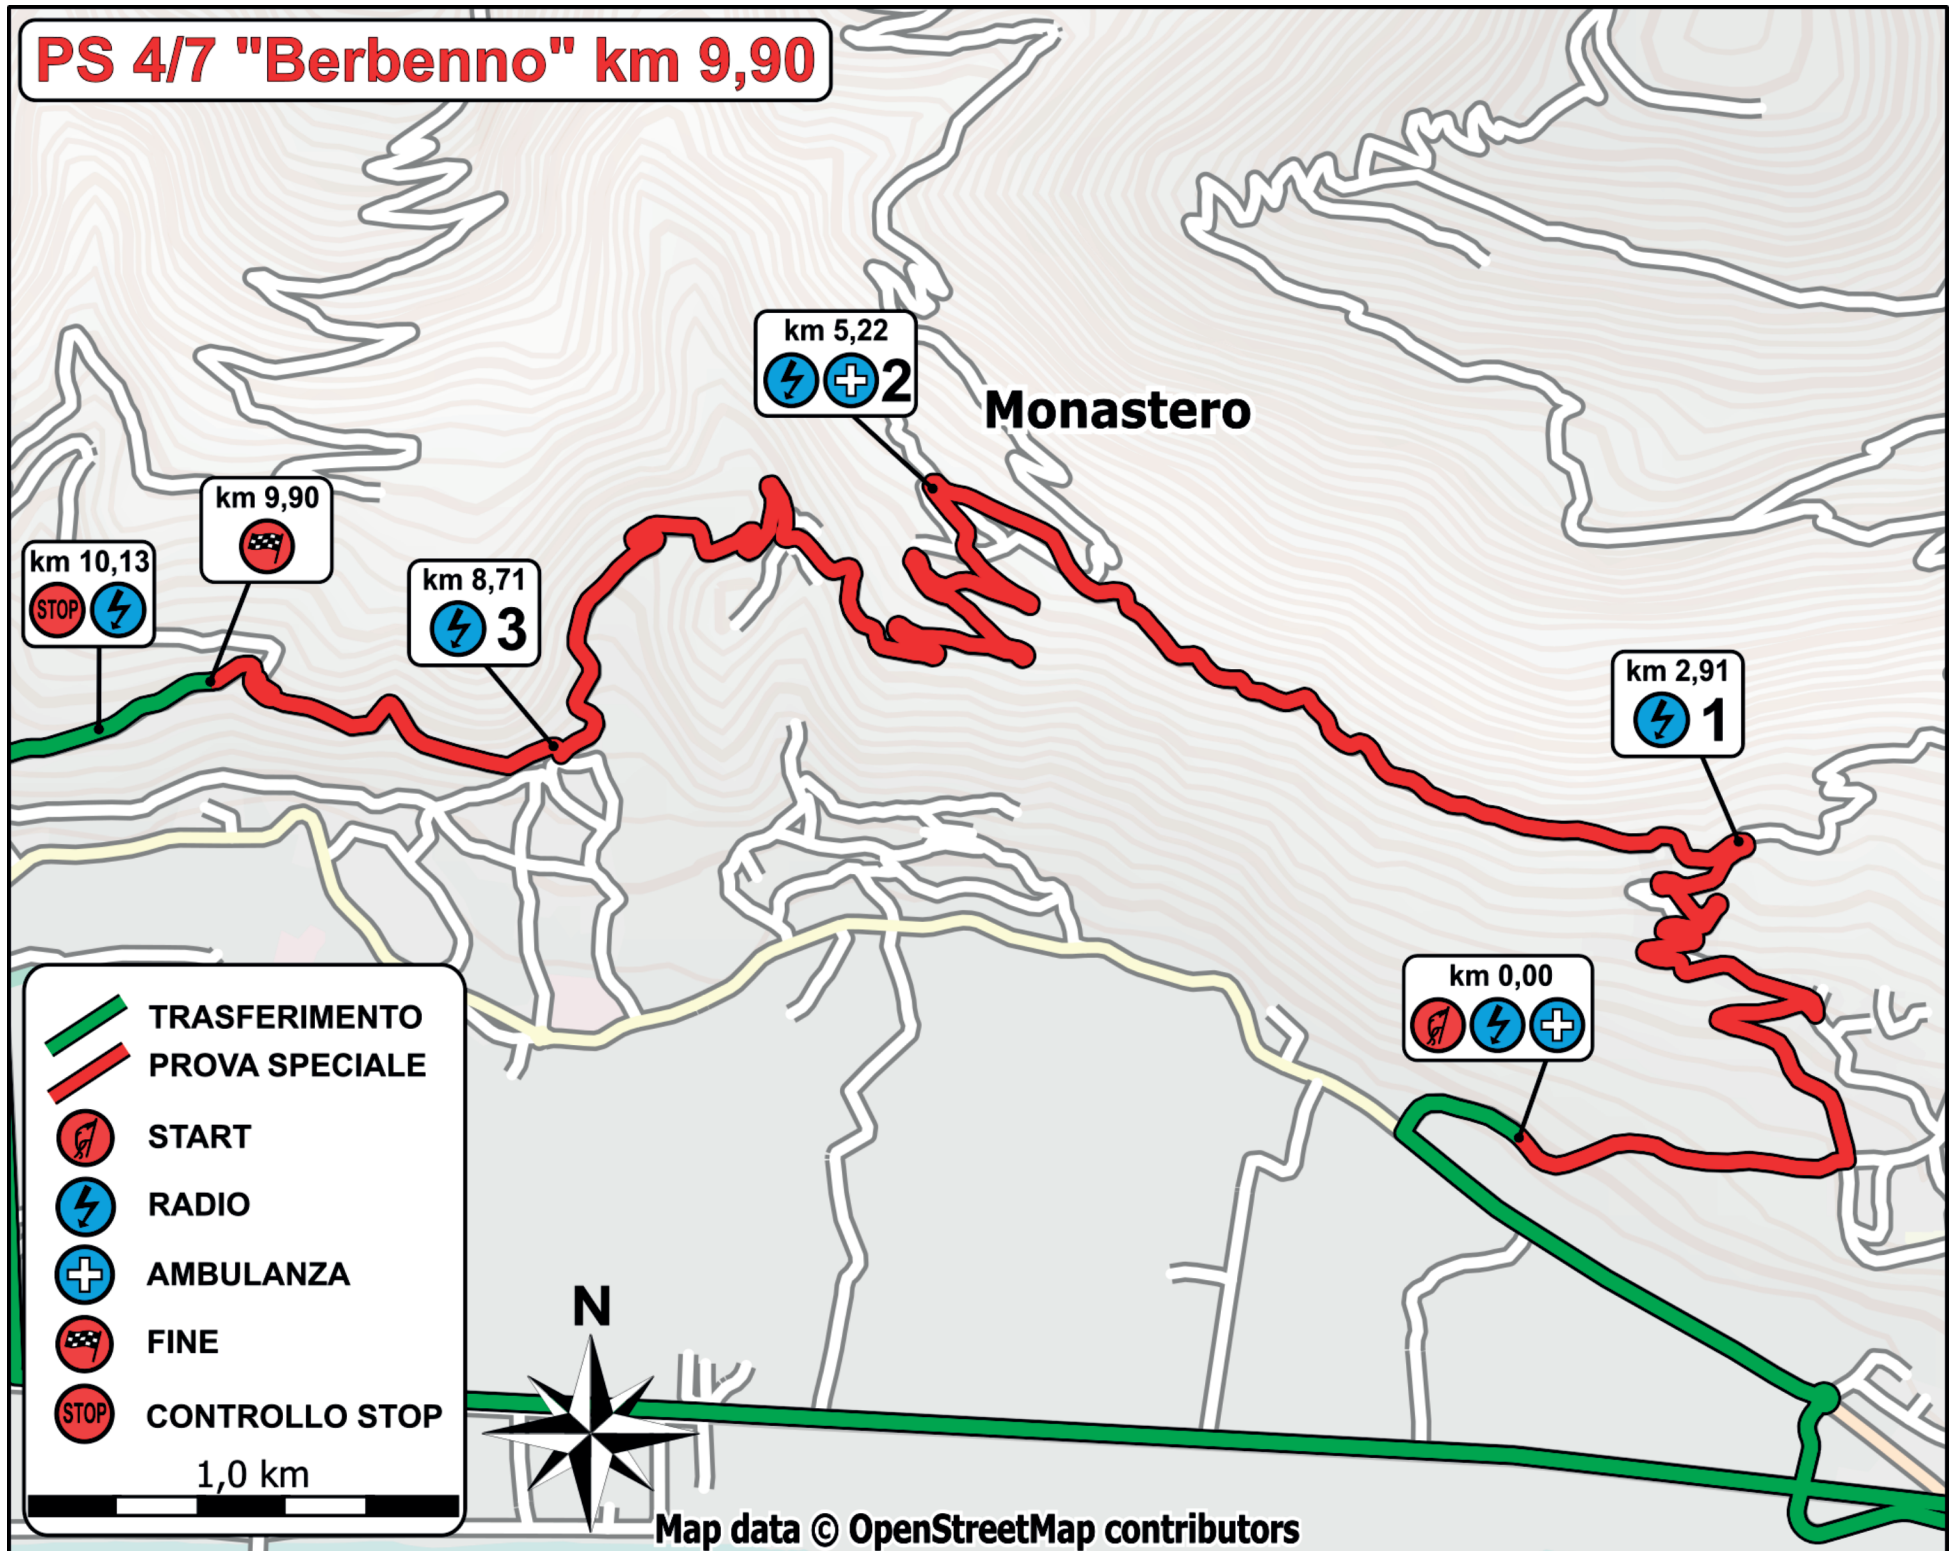 PS 4/7 "Berbenno" km 9,90
km 5,22
2
Monastero
km 9,90
km 10,13
STOP
km 8,71
3
km 2,91
1
km 0,00
TRASFERIMENTO
PROVA SPECIALE
START
RADIO
AMBULANZA
FINE
STOP CONTROLLO STOP
1,0 km
N
Map data © OpenStreetMap contributors